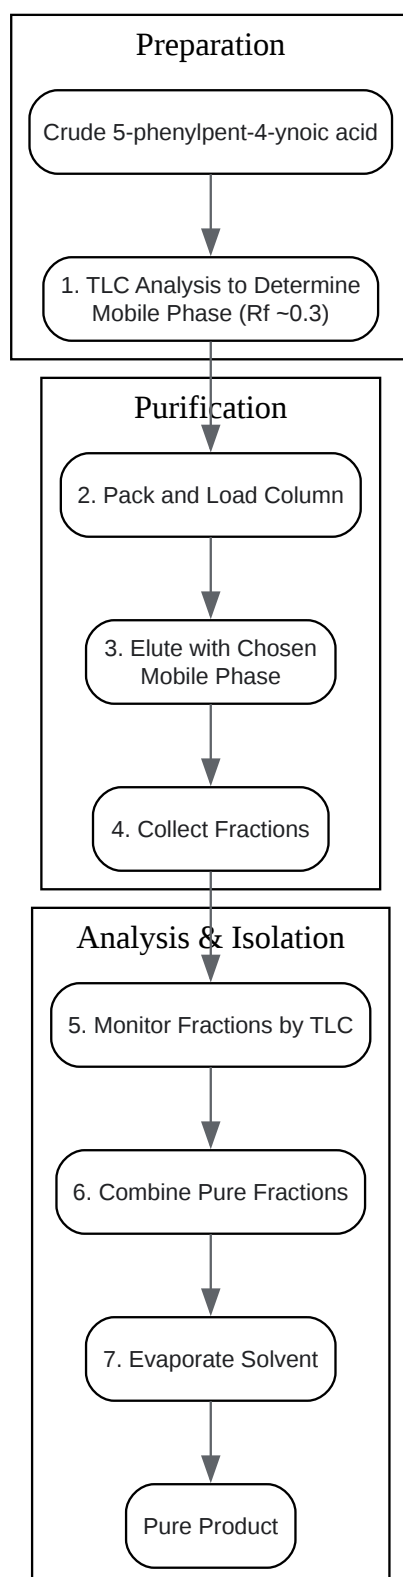 Preparation
Crude 5-phenylpent-4-ynoic acid
1. TLC Analysis to Determine
Mobile Phase (Rf ~0.3)
Purification
2. Pack and Load Column
3. Elute with Chosen
Mobile Phase
4. Collect Fractions
Analysis & Isolation
5. Monitor Fractions by TLC
6. Combine Pure Fractions
7. Evaporate Solvent
Pure Product